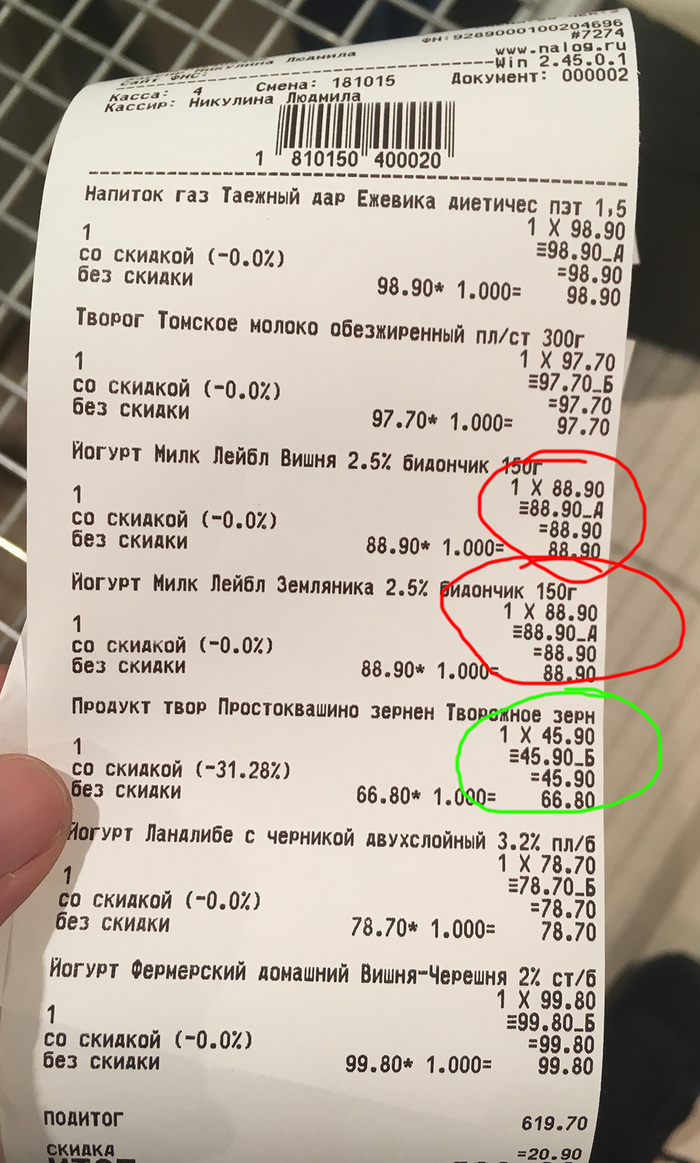 ФН: 9289000100204696
#7274
www.nalog.ru
Сайт ФНС:
Win 2.45.0.1
Касса: 4 Смена: 181015 Документ: 000002
Кассир: Никулина Людмила
1 810150 400020
Напиток газ Таежный дар Ежевика диетичес пэт 1,5
1 X 98.90
1 ≡98.90_А
со скидкой (-0.0%) =98.90
без скидки 98.90* 1.000= 98.90
Творог Томское молоко обезжиренный пл/ст 300г
1 X 97.70
1 ≡97.70_Б
со скидкой (-0.0%) =97.70
без скидки 97.70* 1.000= 97.70
Йогурт Милк Лейбл Вишня 2.5% бидончик 150г
1 X 88.90
1 ≡88.90_А
со скидкой (-0.0%) =88.90
без скидки 88.90* 1.000= 88.90
Йогурт Милк Лейбл Земляника 2.5% бидончик 150г
1 X 88.90
1 ≡88.90_А
со скидкой (-0.0%) =88.90
без скидки 88.90* 1.000= 88.90
Продукт твор Простоквашино зернен Творожное зерн
1 X 45.90
1 ≡45.90_Б
со скидкой (-31.28%) =45.90
без скидки 66.80* 1.000= 66.80
Йогурт Ландлибе с черникой двухслойный 3.2% пл/б
1 X 78.70
1 ≡78.70_Б
со скидкой (-0.0%) =78.70
без скидки 78.70* 1.000= 78.70
Йогурт Фермерский домашний Вишня-Черешня 2% ст/б
1 X 99.80
1 ≡99.80_Б
со скидкой (-0.0%) =99.80
без скидки 99.80* 1.000= 99.80
ПОДИТОГ 619.70
СКИДКА =20.90